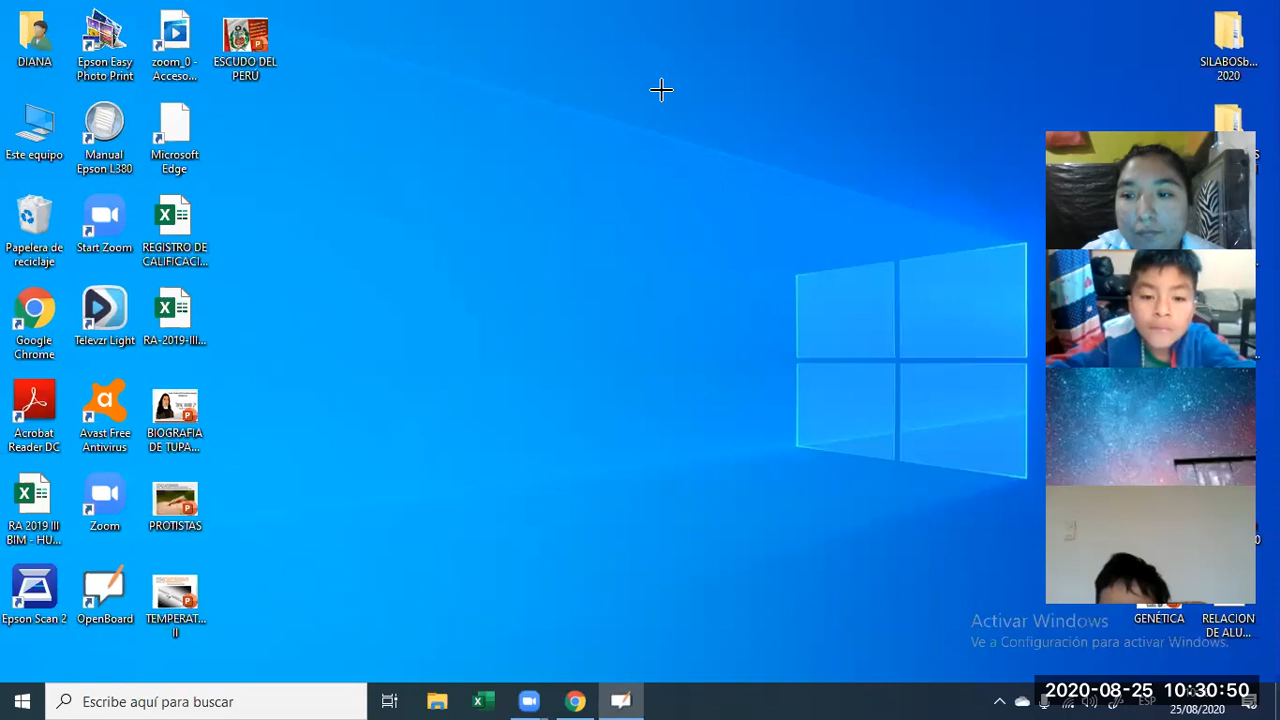 DIANA
Epson Easy
Photo Print
zoom_0 -
Acceso...
ESCUDO DEL
PERU
SILABOSb...
2020
Este equipo
Manual
Epson L380
Microsoft
Edge
Papelera de
reciclaje
Start Zoom
REGISTRO DE
CALIFICACI...
Google
Chrome
Televzr Light
RA-2019-III...
Acrobat
Reader DC
Avast Free
Antivirus
BIOGRAFIA
DE TUPA...
RA 2019 III
BIM - HU...
Zoom
PROTISTAS
Epson Scan 2
OpenBoard
TEMPERAT...
II
GENÉTICA
RELACION
DE ALU...
Activar Windows
Ve a Configuración para activar Windows.
Escribe aquí para buscar
ESP
2020-08-25 10:30:50
25/08/2020